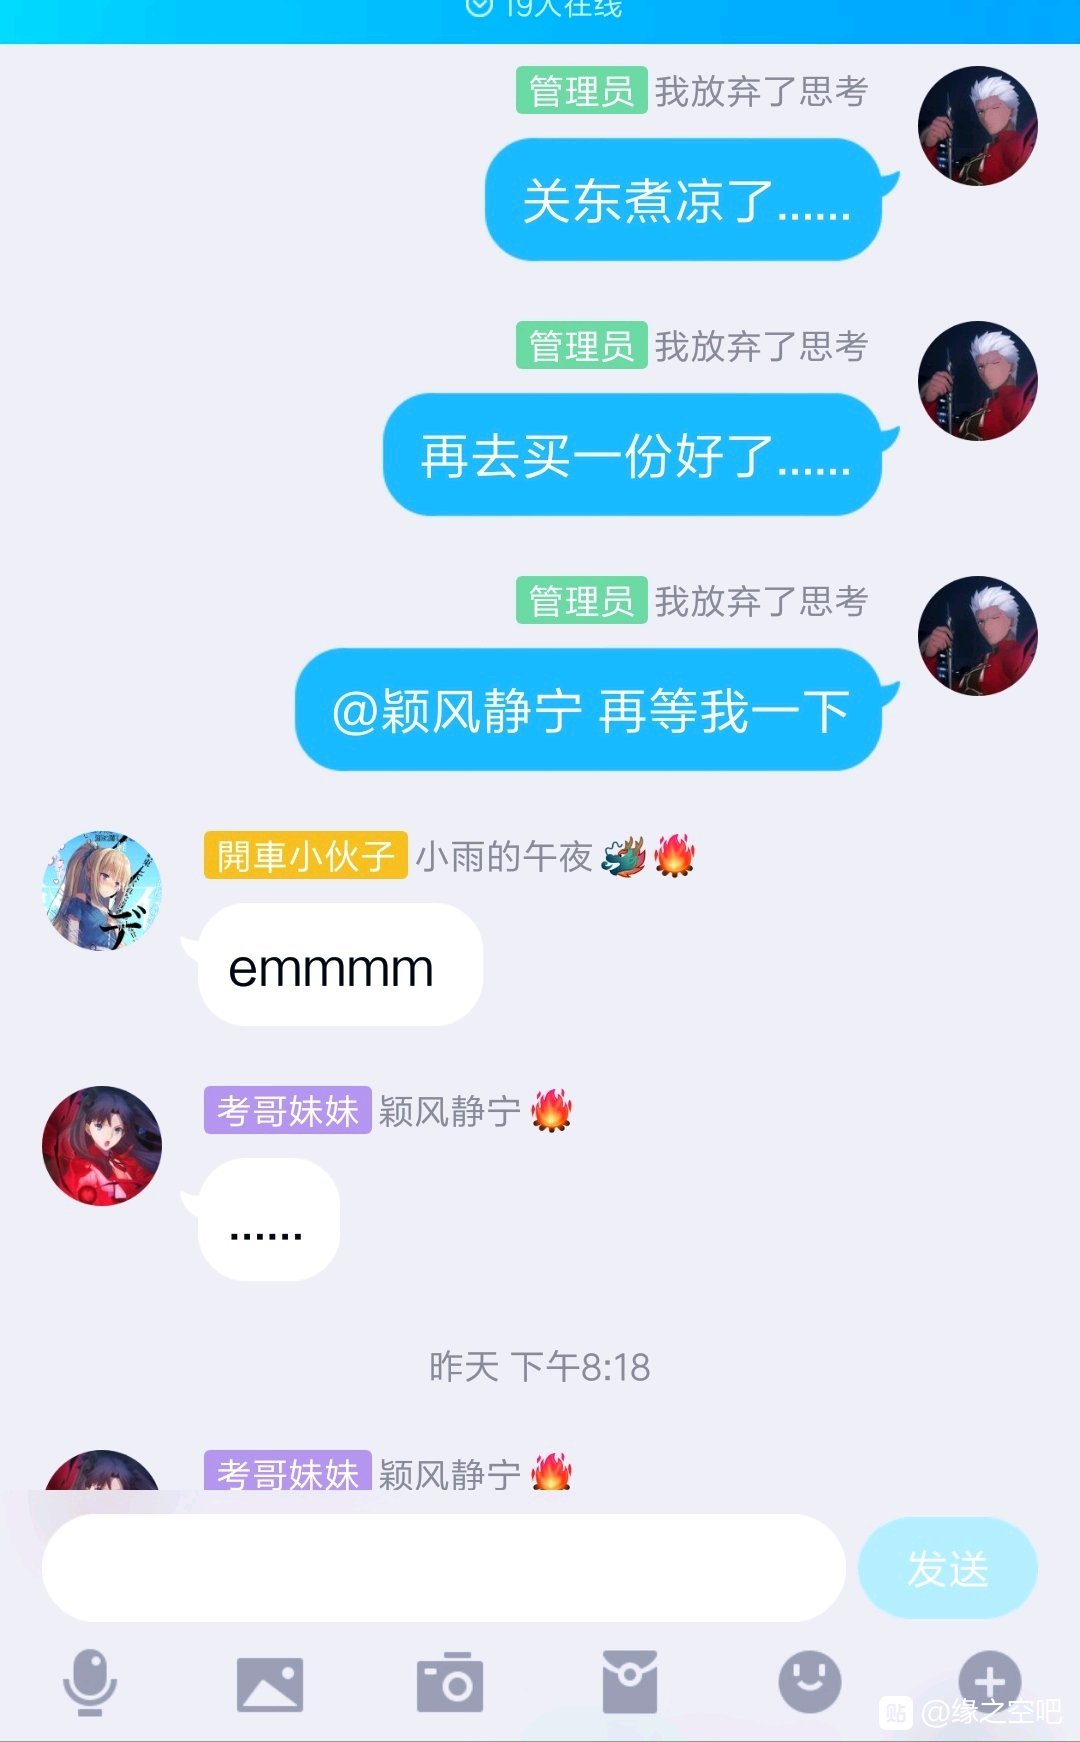 19人在线
管理员 我放弃了思考
关东煮凉了......
管理员 我放弃了思考
再去买一份好了......
管理员 我放弃了思考
@颖风静宁 再等我一下
開車小伙子 小雨的午夜🐲🔥
emmmm
考哥妹妹 颖风静宁🔥
......
昨天 下午8:18
考哥妹妹 颖风静宁🔥
发送
贴 @缘之空吧